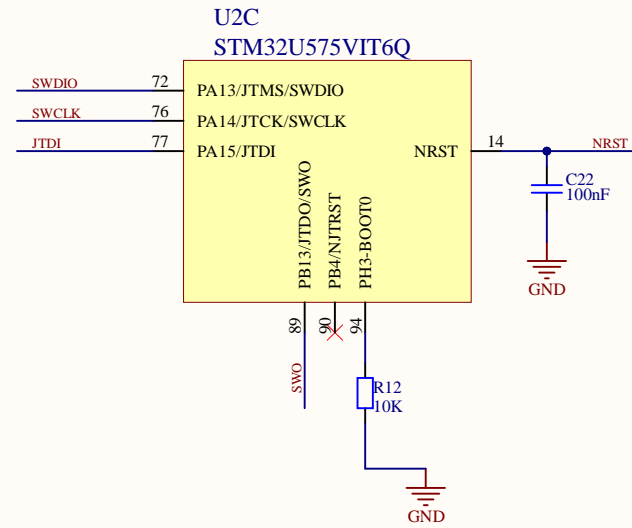 U2C
STM32U575VIT6Q
SWDIO 72 PA13/JTMS/SWDIO
SWCLK 76 PA14/JTCK/SWCLK
JTDI 77 PA15/JTDI
NRST 14 NRST
C22
100nF
GND
PB13/JTDO/SWO
PB4/NJTRST
PH3-BOOT0
89
90
94
SWO
R12
10K
GND